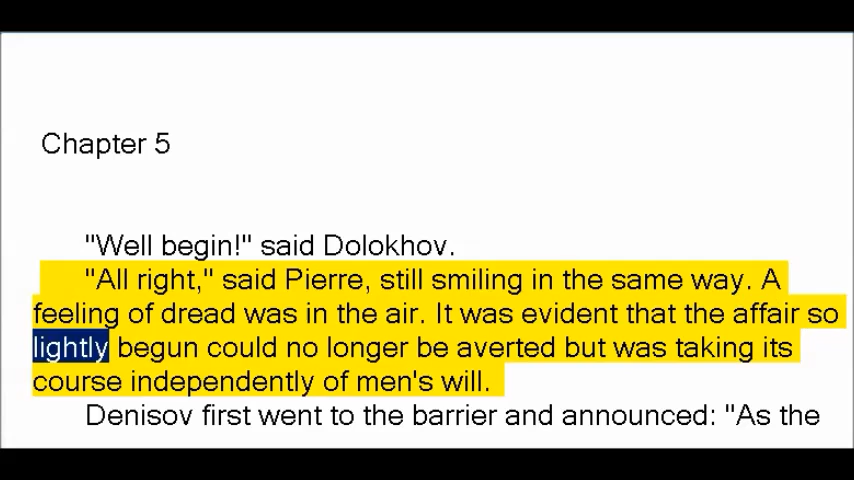 Chapter 5
"Well begin!" said Dolokhov.
"All right," said Pierre, still smiling in the same way. A
feeling of dread was in the air. It was evident that the affair so
lightly begun could no longer be averted but was taking its
course independently of men's will.
Denisov first went to the barrier and announced: "As the